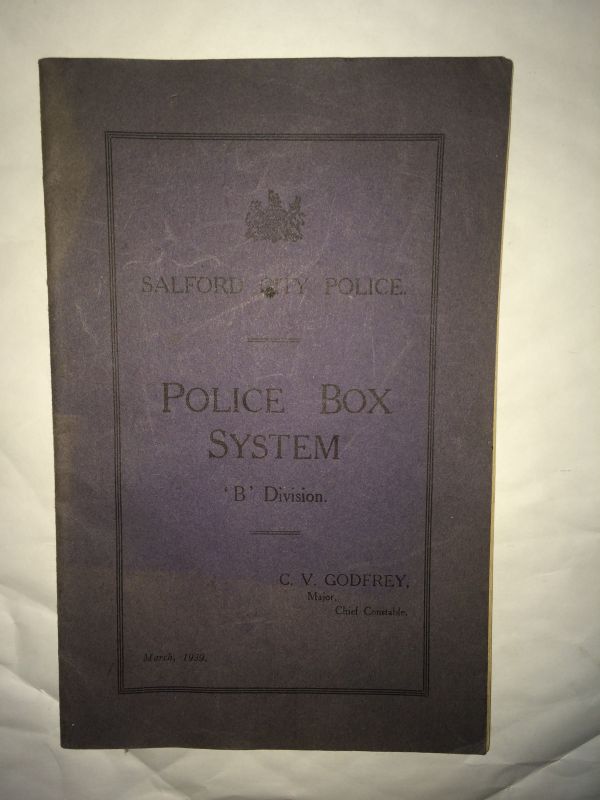 SALFORD CITY POLICE.
POLICE BOX
SYSTEM
'B' Division.
C. V. GODFREY,
Major,
Chief Constable.
March, 1939.